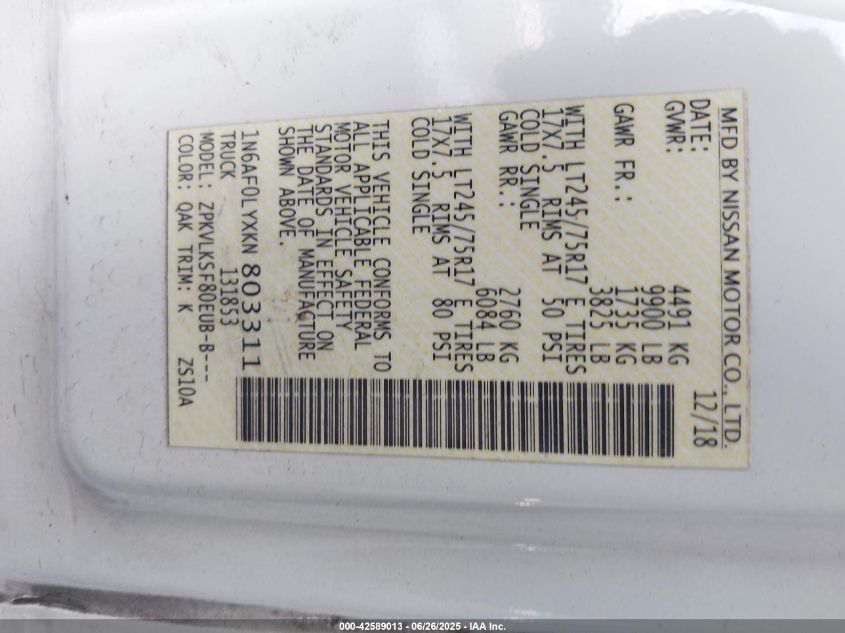 MFD BY NISSAN MOTOR CO., LTD.
DATE: 12/18
GVWR: 4491 KG
9900 LB
GAWR FR.: 1735 KG
3825 LB
WITH LT245/75R17 E TIRES
17X7.5 RIMS AT 50 PSI
COLD SINGLE
GAWR RR.: 2760 KG
6084 LB
WITH LT245/75R17 E TIRES
17X7.5 RIMS AT 80 PSI
COLD SINGLE
THIS VEHICLE CONFORMS TO
ALL APPLICABLE FEDERAL
MOTOR VEHICLE SAFETY
STANDARDS IN EFFECT ON
THE DATE OF MANUFACTURE
SHOWN ABOVE.
1N6AF0LYXKN803311
TRUCK 131853
MODEL: ZPKVLKSF80EUB-B---
COLOR: QAK TRIM: K ZS10A
000-42589013 - 06/26/2025 - IAA Inc.